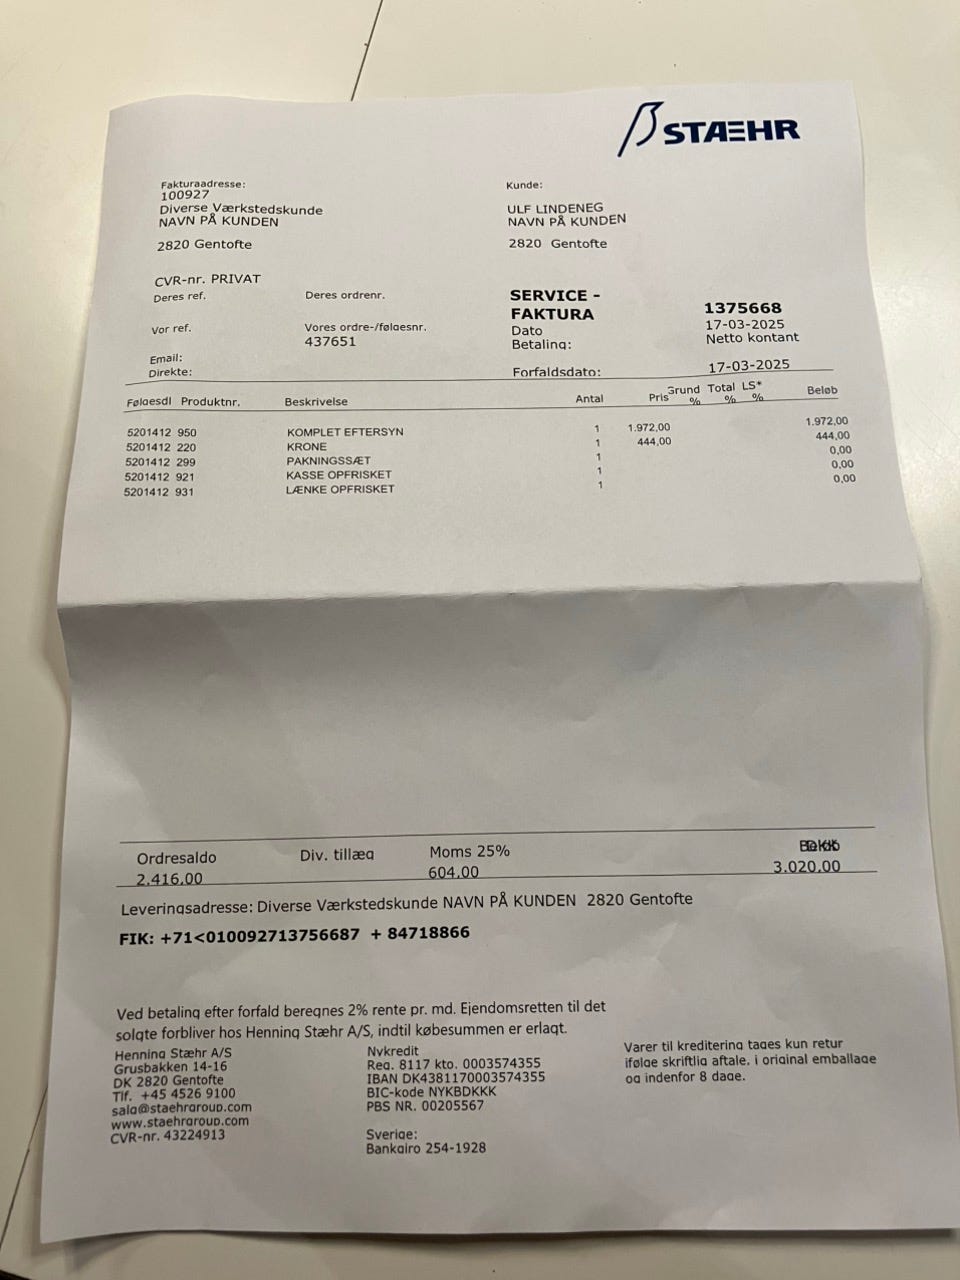 STÆHR
Fakturaadresse:
100927
Diverse Værkstedskunde
NAVN PÅ KUNDEN
2820 Gentofte
Kunde:
ULF LINDENEG
NAVN PÅ KUNDEN
2820 Gentofte
CVR-nr. PRIVAT
Deres ref. Deres ordrenr.
Vor ref. Vores ordre-/følgesnr.
437651
Email:
Direkte:
SERVICE -
FAKTURA 1375668
Dato 17-03-2025
Betaling: Netto kontant
Forfaldsdato: 17-03-2025
Følgesdl Produktnr. Beskrivelse Antal Pris Grund % Total % LS* % Beløb
5201412 950 KOMPLET EFTERSYN 1 1.972,00 1.972,00
5201412 220 KRONE 1 444,00 444,00
5201412 299 PAKNINGSSÆT 1 0,00
5201412 921 KASSE OPFRISKET 1 0,00
5201412 931 LÆNKE OPFRISKET 1 0,00
Ordresaldo Div. tillæg Moms 25%
2.416,00 604,00 3.020,00
Leveringsadresse: Diverse Værkstedskunde NAVN PÅ KUNDEN 2820 Gentofte
FIK: +71<010092713756687 + 84718866
Ved betaling efter forfald beregnes 2% rente pr. md. Ejendomsretten til det
solgte forbliver hos Henning Stæhr A/S, indtil købesummen er erlagt.
Henning Stæhr A/S
Grusbakken 14-16
DK 2820 Gentofte
Tlf. +45 4526 9100
salg@staehrgroup.com
www.staehrgroup.com
CVR-nr. 43224913
Nykredit
Reg. 8117 kto. 0003574355
IBAN DK4381170003574355
BIC-kode NYKBDKKK
PBS NR. 00205567
Sverige:
Bankgiro 254-1928
Varer til kreditering tages kun retur
ifølge skriftlig aftale, i original emballage
og indenfor 8 dage.